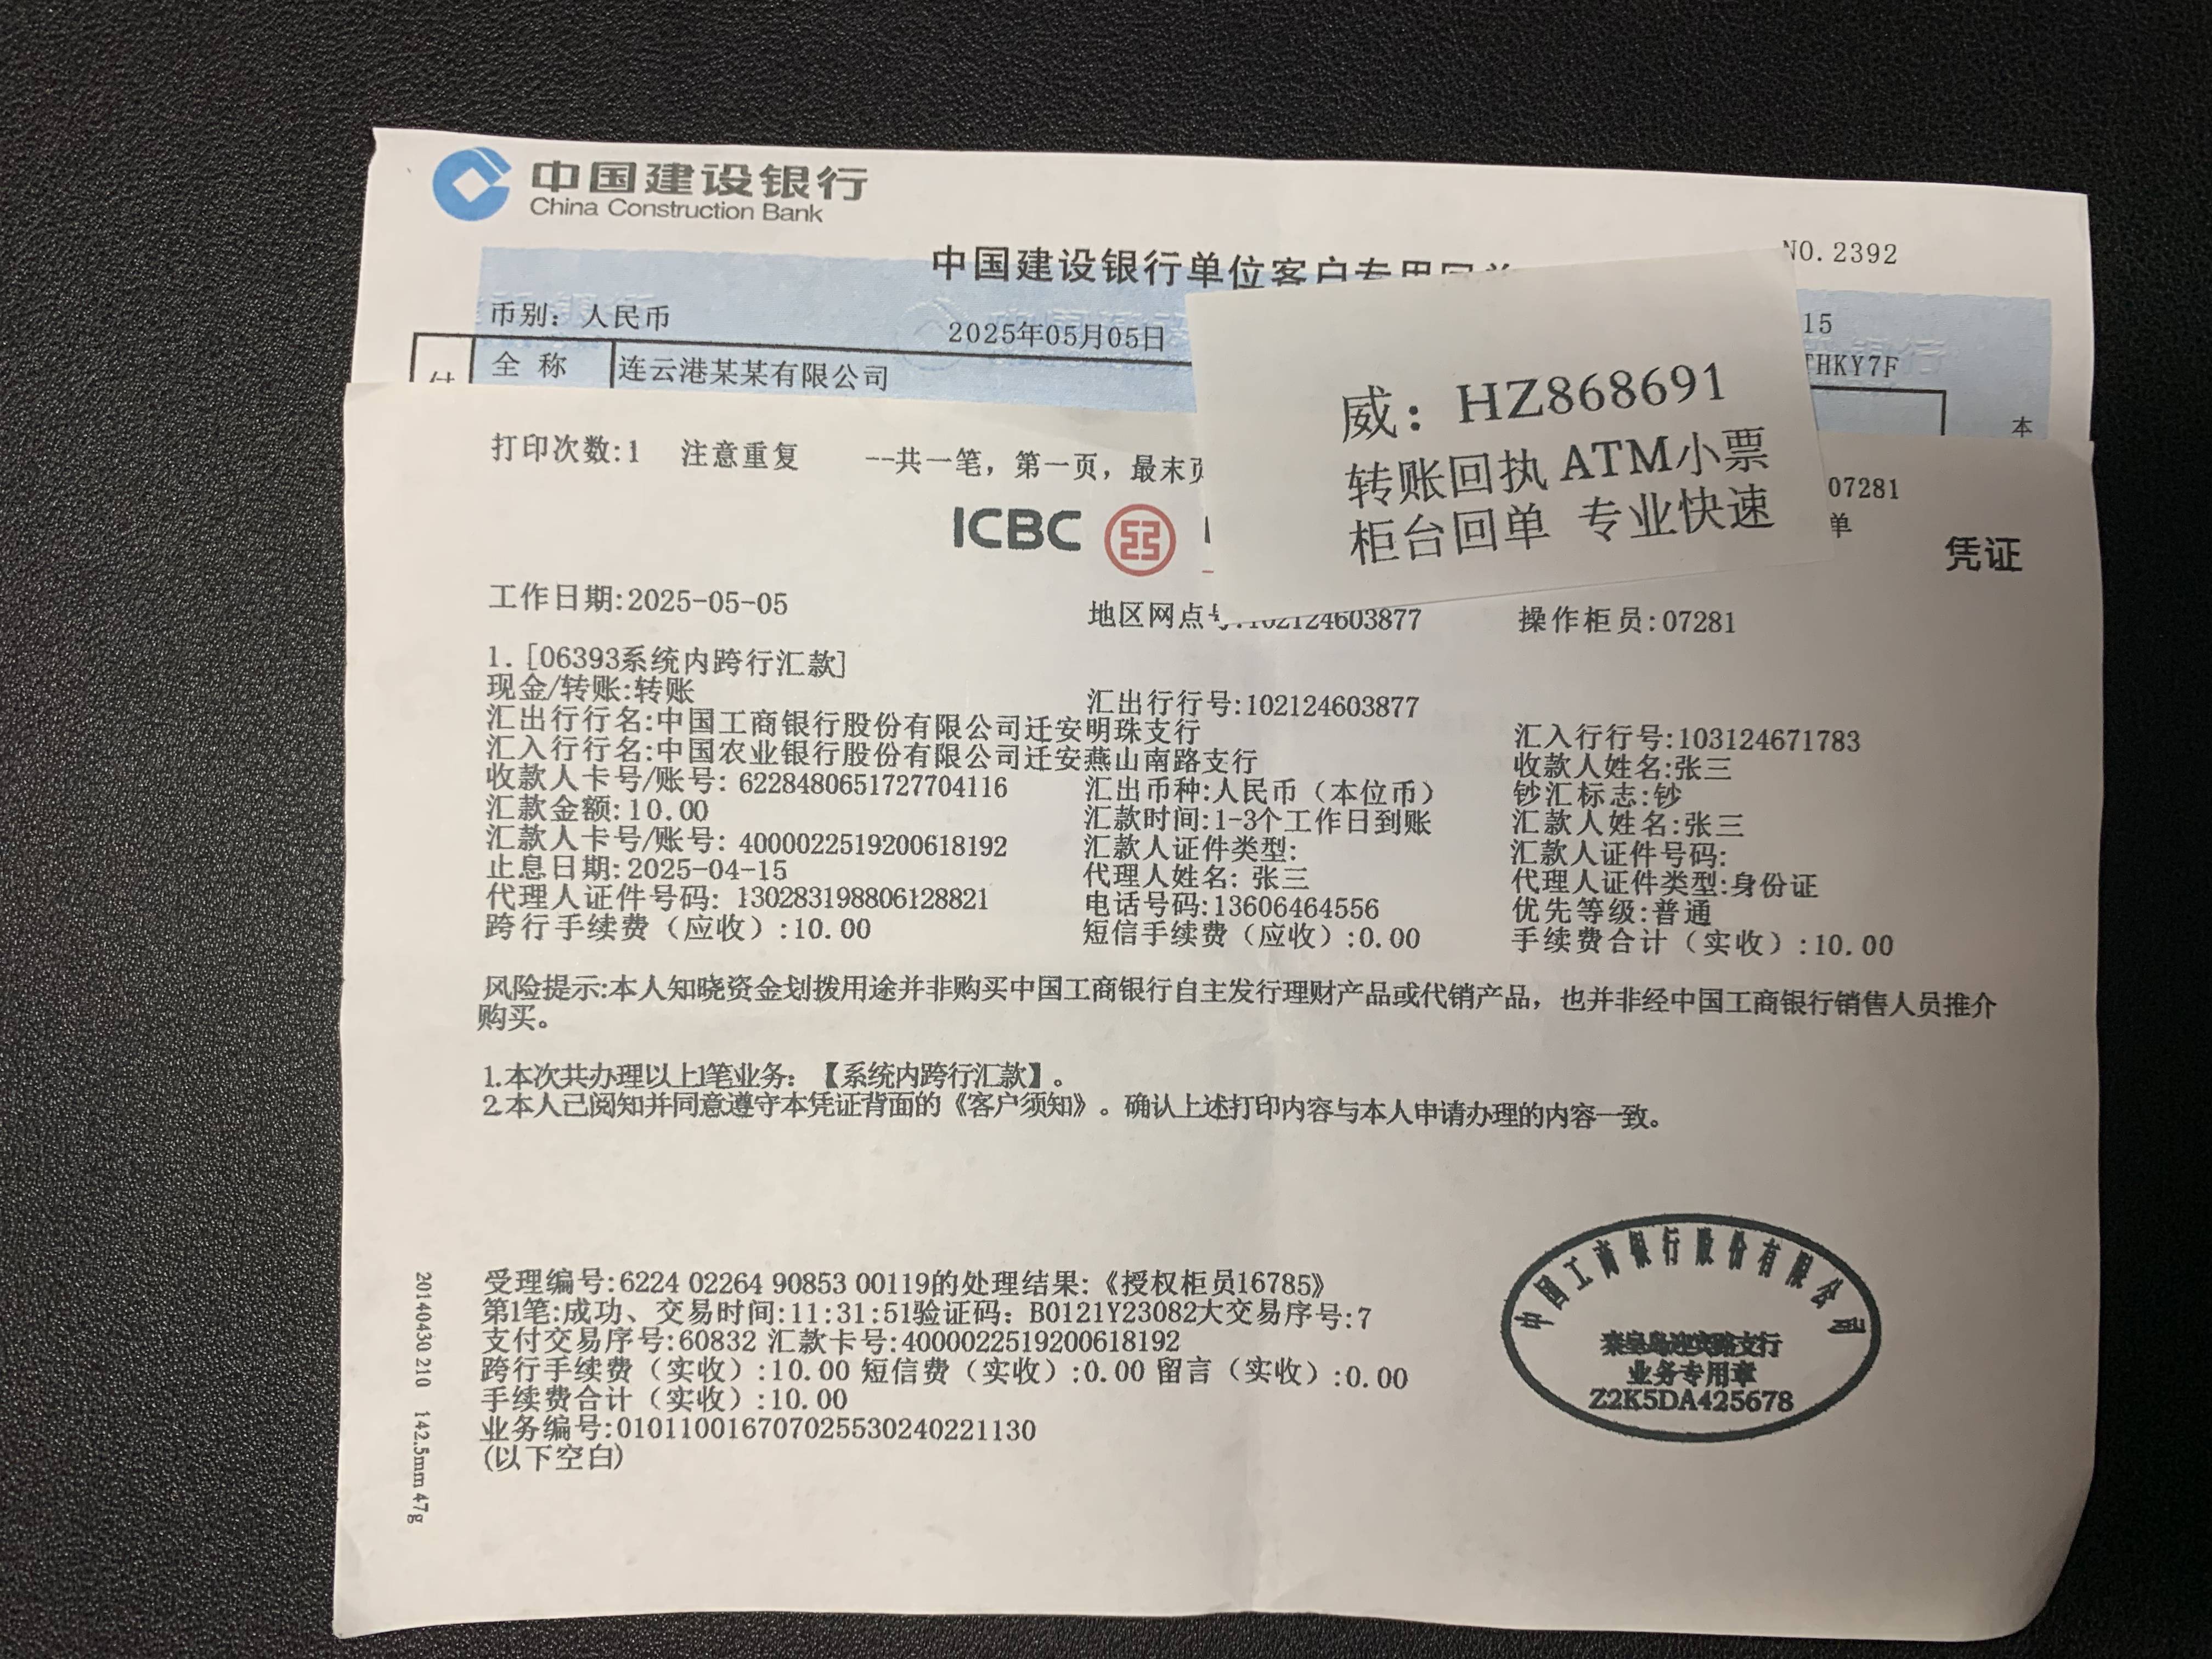 中国建设银行
China Construction Bank
中国建设银行单位客户专用回单
NO.2392
币别：人民币
2025年05月05日
15
THKY7F
全 称
连云港某某有限公司
本
威：HZ868691
转账回执 ATM小票
柜台回单 专业快速
打印次数:1 注意重复 --共一笔，第一页，最末页
07281
单
ICBC
凭证
工作日期:2025-05-05
地区网点号:102124603877
操作柜员:07281
1.[06393系统内跨行汇款]
现金/转账:转账
汇出行行号:102124603877
汇出行行名:中国工商银行股份有限公司迁安明珠支行
汇入行行名:中国农业银行股份有限公司迁安燕山南路支行
汇入行行号:103124671783
收款人卡号/账号: 6228480651727704116
汇出币种:人民币（本位币）
收款人姓名:张三
汇款金额:10.00
汇款时间:1-3个工作日到账
钞汇标志:钞
汇款人卡号/账号: 4000022519200618192
汇款人证件类型:
汇款人姓名:张三
止息日期:2025-04-15
代理人姓名: 张三
汇款人证件号码:
代理人证件号码: 130283198806128821
电话号码:13606464556
代理人证件类型:身份证
跨行手续费（应收）:10.00
短信手续费（应收）:0.00
优先等级:普通
手续费合计（实收）:10.00
风险提示:本人知晓资金划拨用途并非购买中国工商银行自主发行理财产品或代销产品，也并非经中国工商银行销售人员推介
购买。
1.本次共办理以上1笔业务：【系统内跨行汇款】。
2.本人已阅知并同意遵守本凭证背面的《客户须知》。确认上述打印内容与本人申请办理的内容一致。
受理编号:6224 02264 90853 00119的处理结果:《授权柜员16785》
第1笔:成功、交易时间:11:31:51验证码：B0121Y23082大交易序号:7
支付交易序号:60832 汇款卡号:4000022519200618192
跨行手续费（实收）:10.00 短信费（实收）:0.00 留言（实收）:0.00
手续费合计（实收）:10.00
业务编号:0101100167070255302402211​30
(以下空白)
中国工商银行股份有限公司
业务专用章
Z2K5DA425678
20140430 210 142.5mm 47g